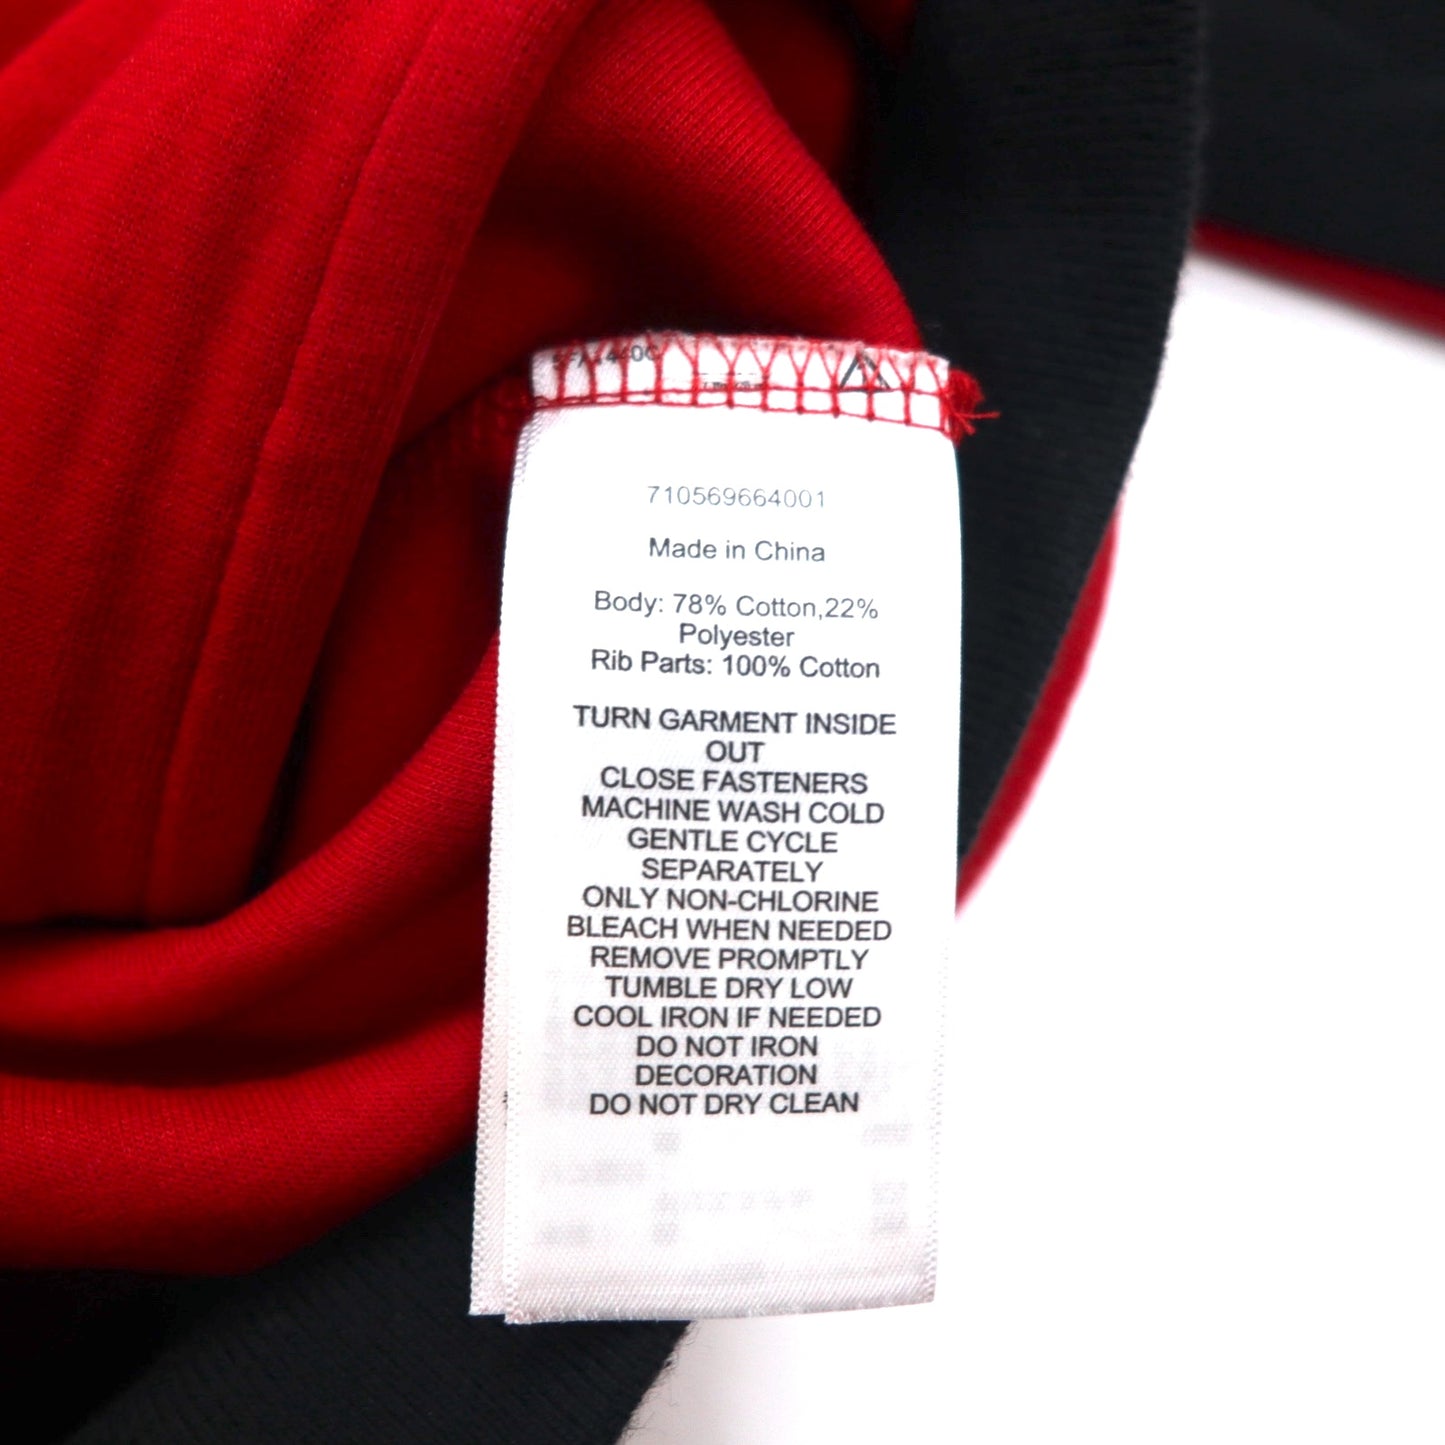 710569664001
Made in China
Body: 78% Cotton,22%
Polyester
Rib Parts: 100% Cotton
TURN GARMENT INSIDE
OUT
CLOSE FASTENERS
MACHINE WASH COLD
GENTLE CYCLE
SEPARATELY
ONLY NON-CHLORINE
BLEACH WHEN NEEDED
REMOVE PROMPTLY
TUMBLE DRY LOW
COOL IRON IF NEEDED
DO NOT IRON
DECORATION
DO NOT DRY CLEAN